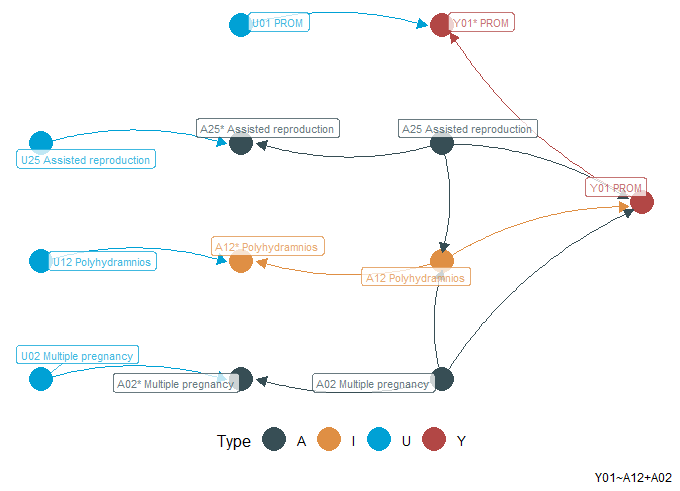 U01 PROM
Y01* PROM
A25* Assisted reproduction
A25 Assisted reproduction
U25 Assisted reproduction
Y01 PROM
A12* Polyhydramnios
U12 Polyhydramnios
A12 Polyhydramnios
U02 Multiple pregnancy
A02* Multiple pregnancy
A02 Multiple pregnancy
Type A I U Y
Y01~A12+A02